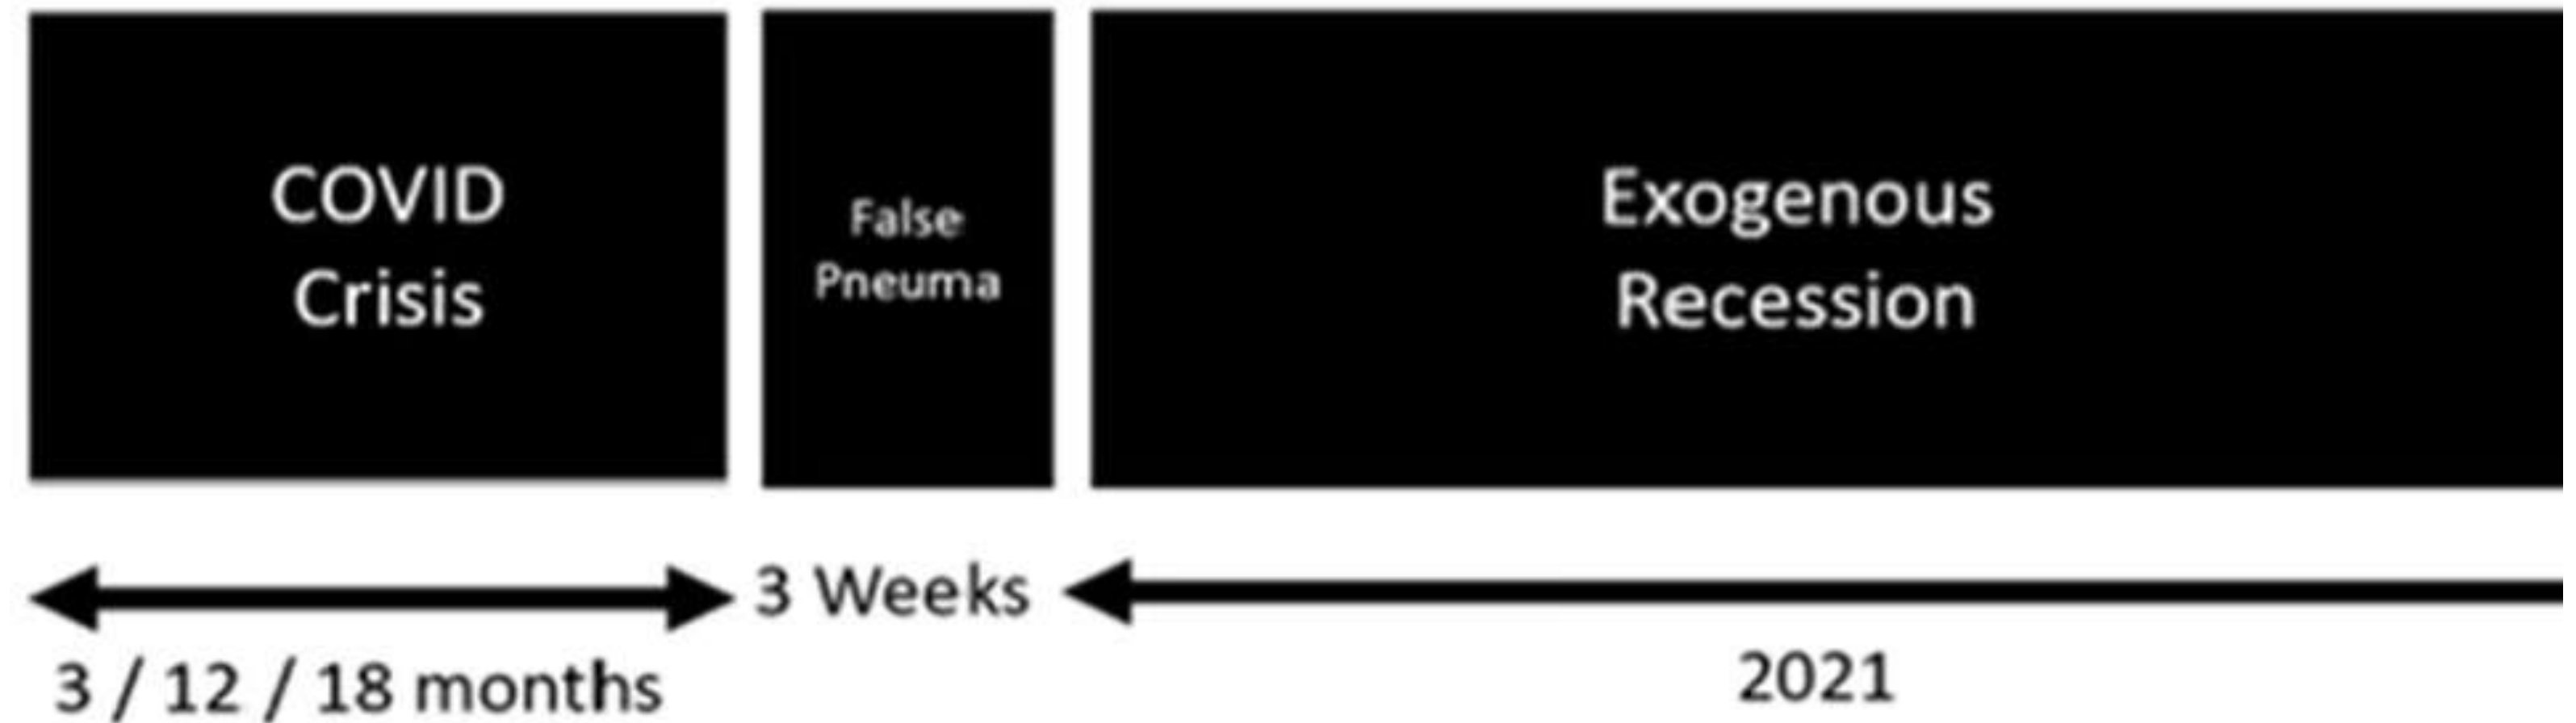 COVID
Crisis
False
Pneuma
Exogenous
Recession
3 Weeks
3 / 12 / 18 months
2021